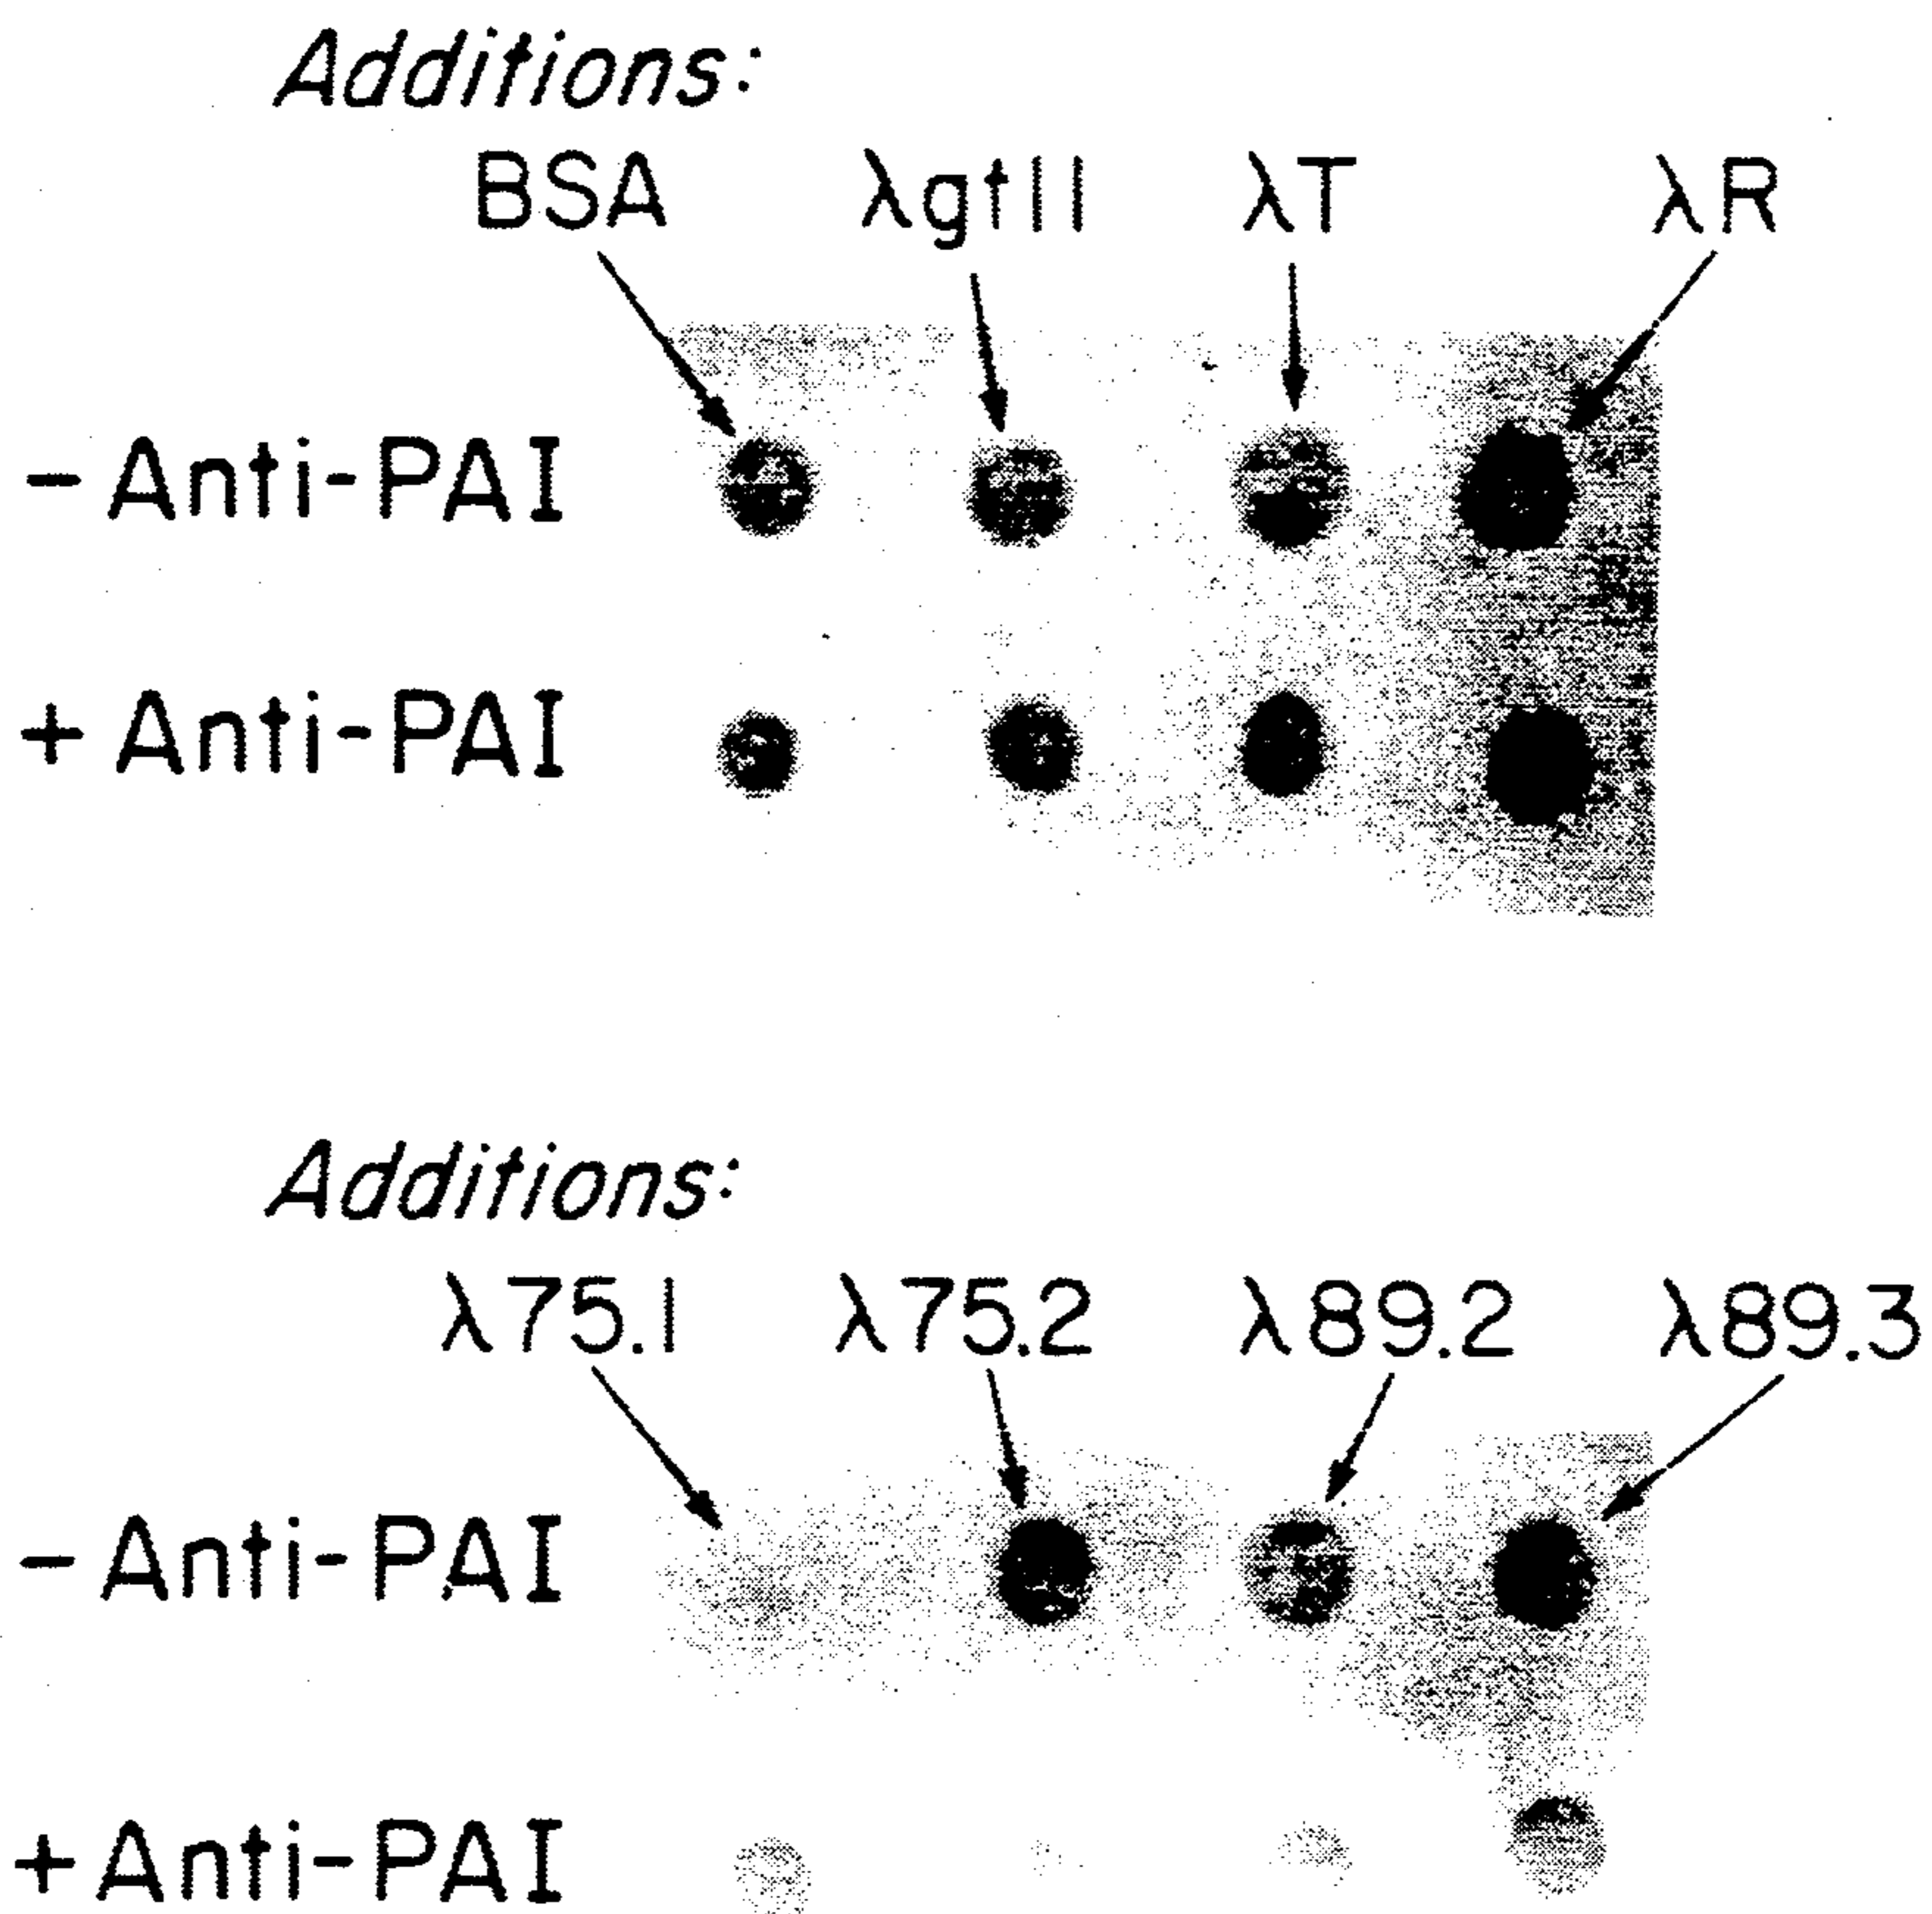 Additions:
BSA λgt11 λT λR
-Anti-PAI
+Anti-PAI
Additions:
λ75.1 λ75.2 λ89.2 λ89.3
-Anti-PAI
+Anti-PAI